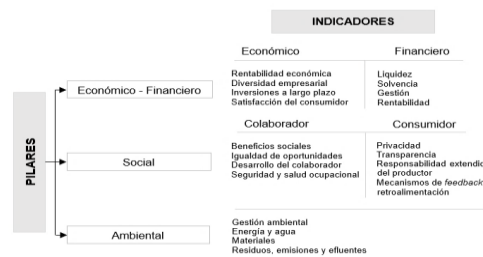 INDICADORES
Económico
Financiero
Rentabilidad económica
Diversidad empresarial
Inversiones a largo plazo
Satisfacción del consumidor
Liquidez
Solvencia
Gestión
Rentabilidad
Económico - Financiero
PILARES
Social
Colaborador
Consumidor
Beneficios sociales
Igualdad de oportunidades
Desarrollo del colaborador
Seguridad y salud ocupacional
Privacidad
Transparencia
Responsabilidad extendic
del productor
Mecanismos de feedback
retroalimentación
Ambiental
Gestión ambiental
Energía y agua
Materiales
Residuos, emisiones y efluentes